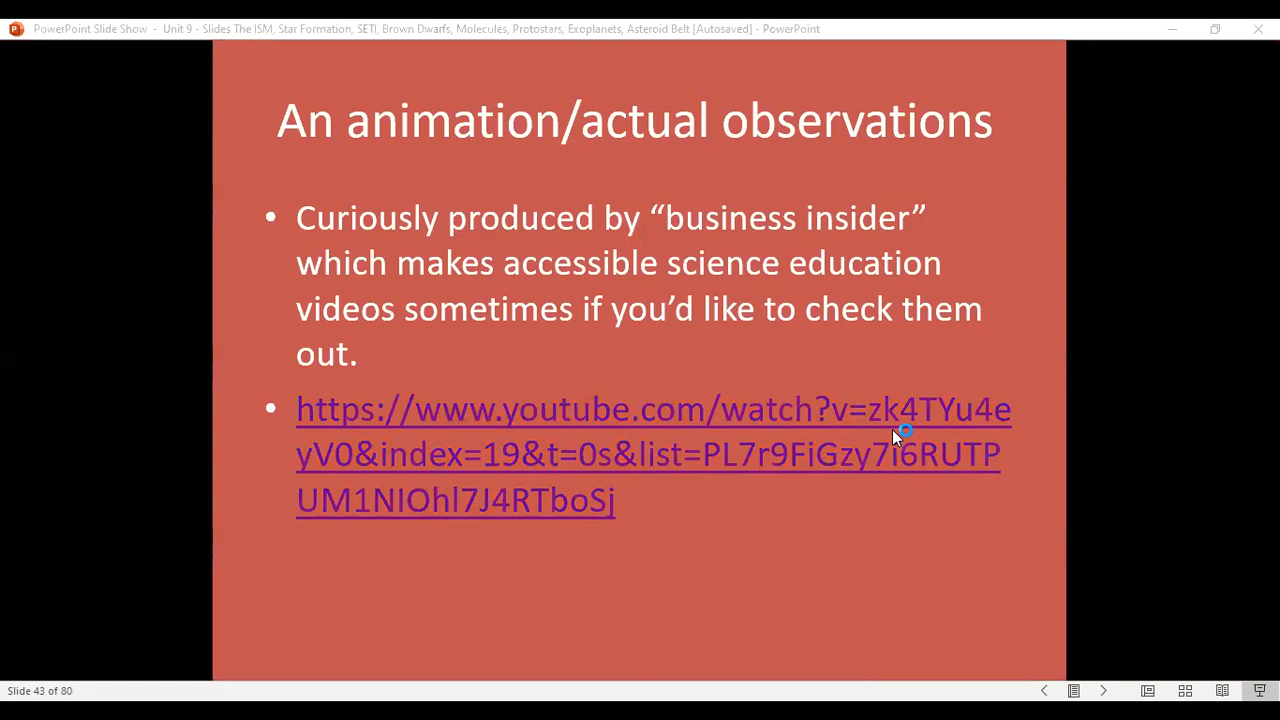 PowerPoint Slide Show - Unit 9 - Slides The ISM, Star Formation, SETI, Brown Dwarfs, Molecules, Protostars, Exoplanets, Asteroid Belt [Autosaved] - PowerPoint
An animation/actual observations
• Curiously produced by “business insider”
which makes accessible science education
videos sometimes if you’d like to check them
out.
• https://www.youtube.com/watch?v=zk4TYu4e
yV0&index=19&t=0s&list=PL7r9FiGzy7i6RUTP
UM1NIOhl7J4RTboSj
Slide 43 of 80